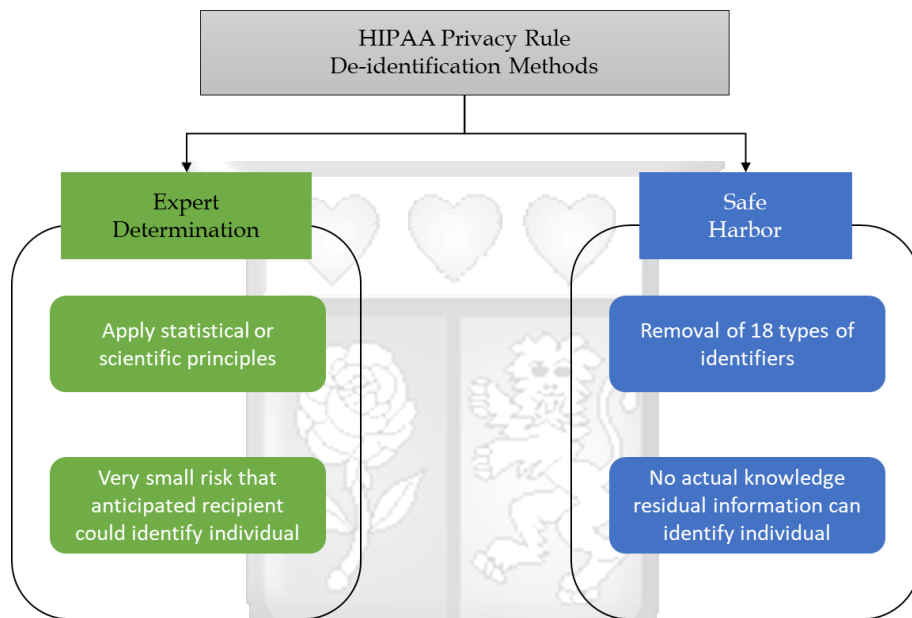 HIPAA Privacy Rule
De-identification Methods
Expert
Determination
Safe
Harbor
Apply statistical or
scientific principles
Removal of 18 types of
identifiers
Very small risk that
anticipated recipient
could identify individual
No actual knowledge
residual information can
identify individual